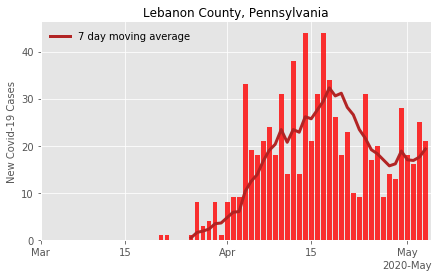 Lebanon County, Pennsylvania
7 day moving average
New Covid-19 Cases
40
30
20
10
0
Mar 15 Apr 15 May
2020-May